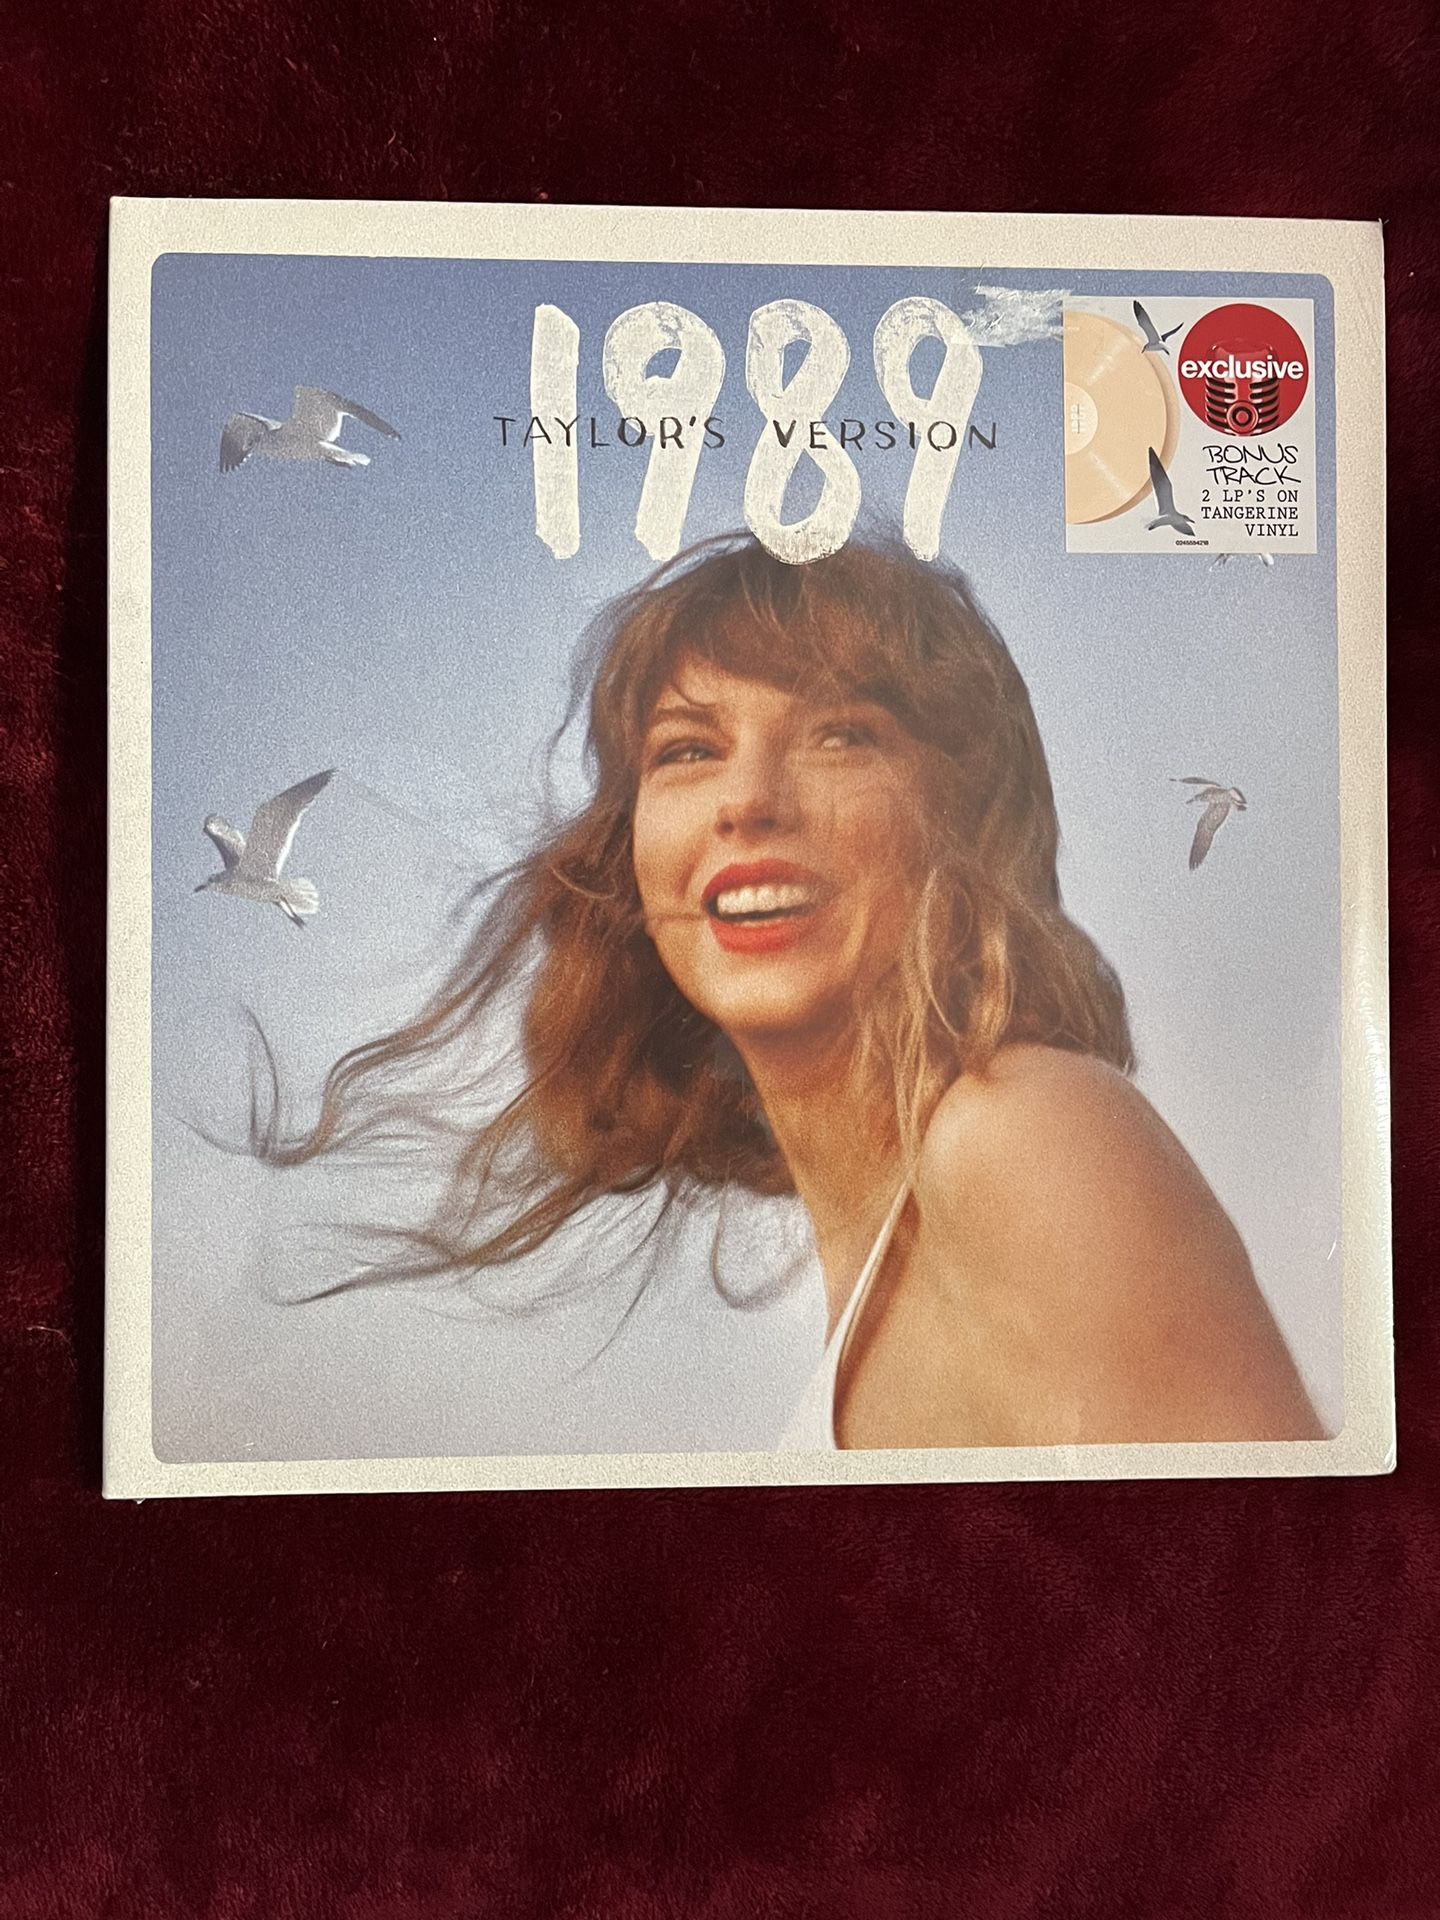 1989
TAYLOR'S VERSION
exclusive
BONUS
TRACK
2 LP'S ON
TANGERINE
VINYL